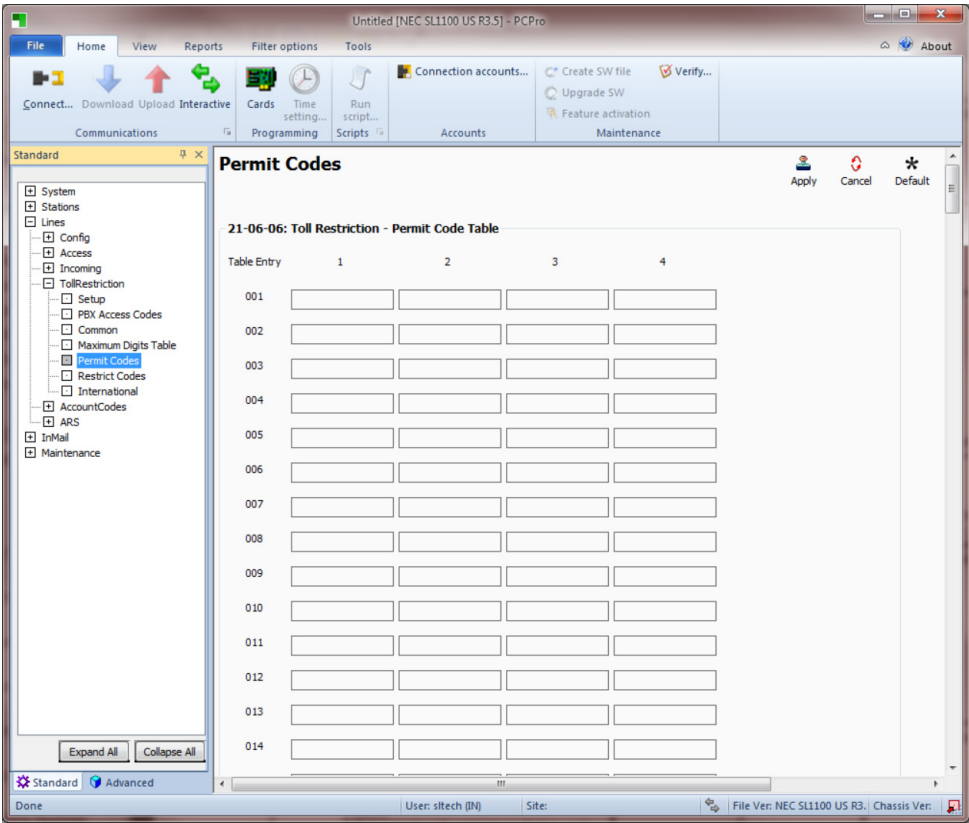 Untitled [NEC SL1100 US R3.5] - PCPro
File Home View Reports Filter options Tools About
Connect... Download Upload Interactive Cards Time setting... Run script... Connection accounts... Create SW file Verify...
Upgrade SW
Feature activation
Communications Programming Scripts Accounts Maintenance
Standard
System
Stations
Lines
Config
Access
Incoming
TollRestriction
Setup
PBX Access Codes
Common
Maximum Digits Table
Permit Codes
Restrict Codes
International
AccountCodes
ARS
InMail
Maintenance
Expand All Collapse All
Standard Advanced
Permit Codes
Apply Cancel Default
21-06-06: Toll Restriction - Permit Code Table
Table Entry 1 2 3 4
001
002
003
004
005
006
007
008
009
010
011
012
013
014
Done User: sltech (IN) Site: File Ver: NEC SL1100 US R3. Chassis Ver: